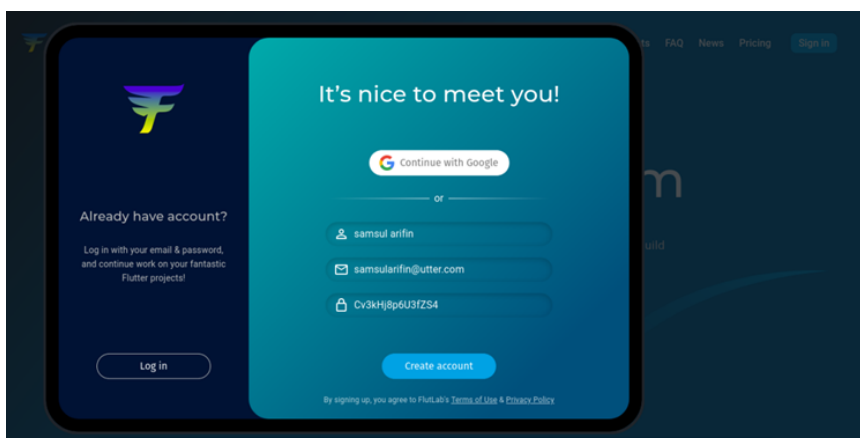 ts FAQ News Pricing Sign in
It's nice to meet you!
Continue with Google
or
samsul arifin
samsularifin@utter.com
Cv3kHj8p6U3fZS4
Create account
By signing up, you agree to FlutLab's Terms of Use & Privacy Policy
Already have account?
Log in with your email & password,
and continue work on your fantastic
Flutter projects!
Log in
m
uild